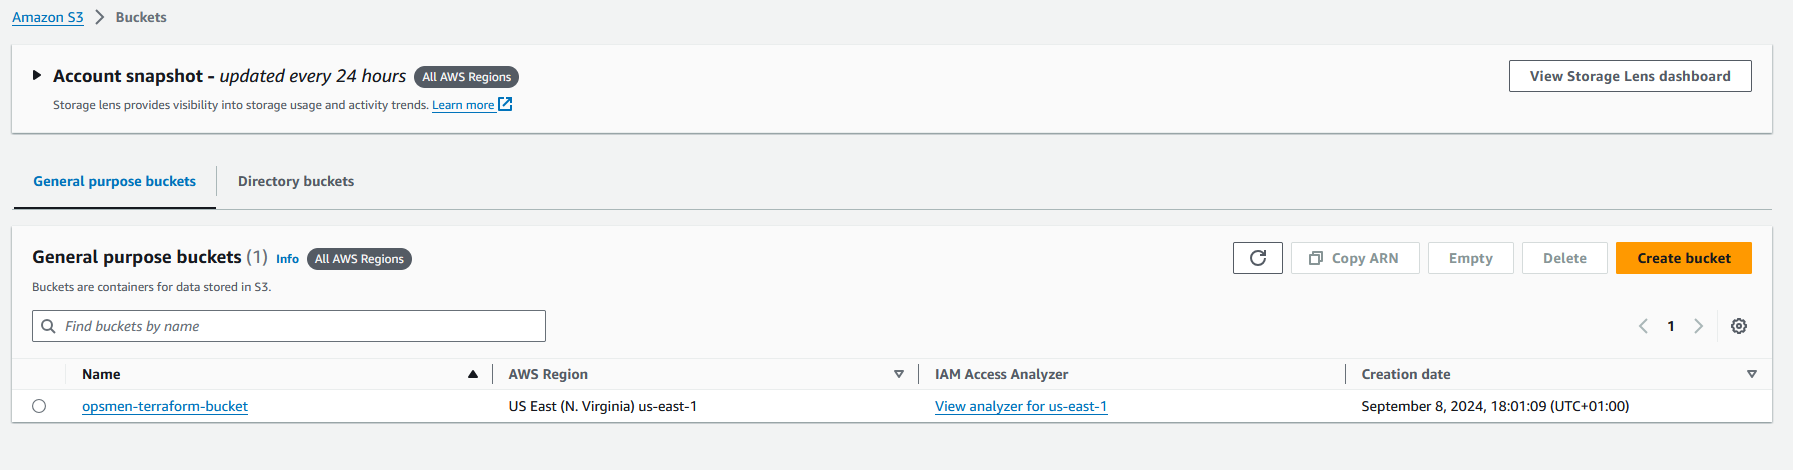 Amazon S3 > Buckets
Account snapshot - updated every 24 hours All AWS Regions
View Storage Lens dashboard
Storage lens provides visibility into storage usage and activity trends. Learn more
General purpose buckets
Directory buckets
General purpose buckets (1) Info All AWS Regions
Copy ARN
Empty
Delete
Create bucket
Buckets are containers for data stored in S3.
Find buckets by name
1
Name AWS Region IAM Access Analyzer Creation date
opsmen-terraform-bucket US East (N. Virginia) us-east-1 View analyzer for us-east-1 September 8, 2024, 18:01:09 (UTC+01:00)